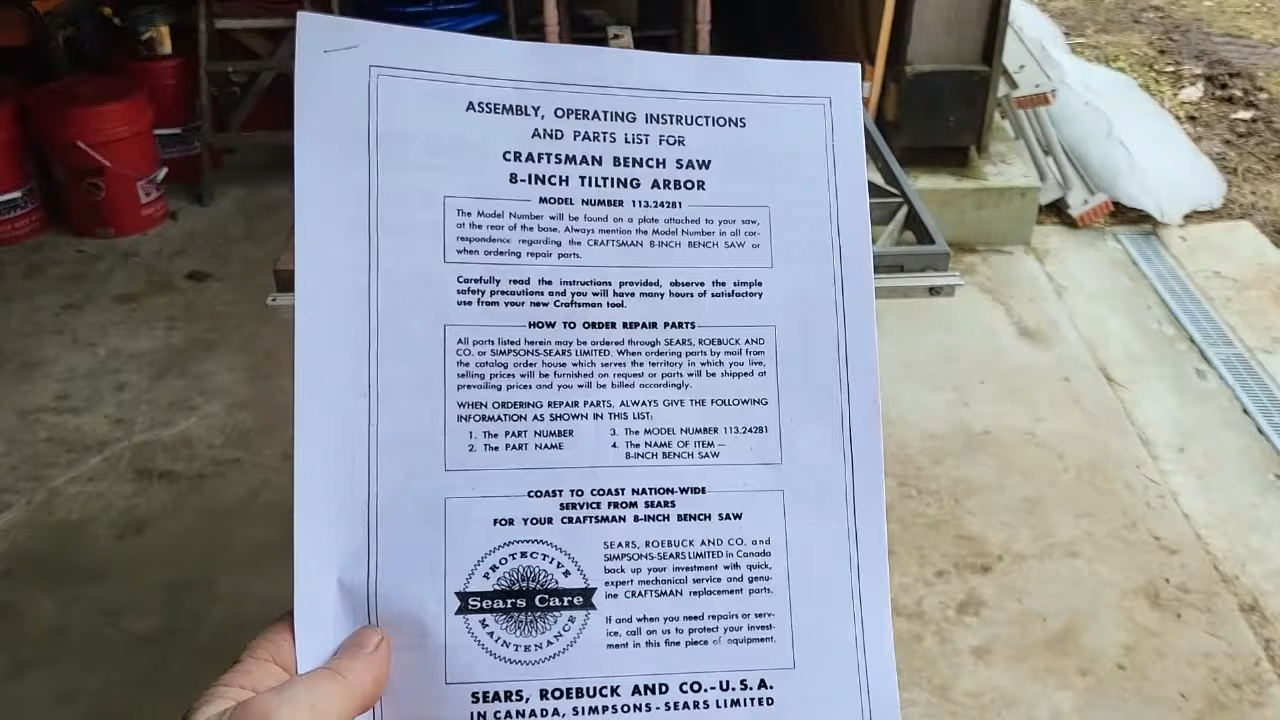 ASSEMBLY, OPERATING INSTRUCTIONS
AND PARTS LIST FOR
CRAFTSMAN BENCH SAW
8-INCH TILTING ARBOR
MODEL NUMBER 113.24281
The Model Number will be found on a plate attached to your saw,
at the rear of the base. Always mention the Model Number in all cor-
respondence regarding the CRAFTSMAN 8-INCH BENCH SAW or
when ordering repair parts.
Carefully read the instructions provided, observe the simple
safety precautions and you will have many hours of satisfactory
use from your new Craftsman tool.
HOW TO ORDER REPAIR PARTS
All parts listed herein may be ordered through SEARS, ROEBUCK AND
CO. or SIMPSONS-SEARS LIMITED. When ordering parts by mail from
the catalog order house which serves the territory in which you live,
selling prices will be furnished on request or parts will be shipped at
prevailing prices and you will be billed accordingly.
WHEN ORDERING REPAIR PARTS, ALWAYS GIVE THE FOLLOWING
INFORMATION AS SHOWN IN THIS LIST:
1. The PART NUMBER
2. The PART NAME
3. The MODEL NUMBER 113.24281
4. The NAME OF ITEM —
8-INCH BENCH SAW
COAST TO COAST NATION-WIDE
SERVICE FROM SEARS
FOR YOUR CRAFTSMAN 8-INCH BENCH SAW
PROTECTIVE
Sears Care
MAINTENANCE
SEARS, ROEBUCK AND CO. and
SIMPSONS-SEARS LIMITED in Canada
back up your investment with quick,
expert mechanical service and genu-
ine CRAFTSMAN replacement parts.
If and when you need repairs or serv-
ice, call on us to protect your invest-
ment in this fine piece of equipment.
SEARS, ROEBUCK AND CO.-U.S.A.
IN CANADA, SIMPSONS-SEARS LIMITED